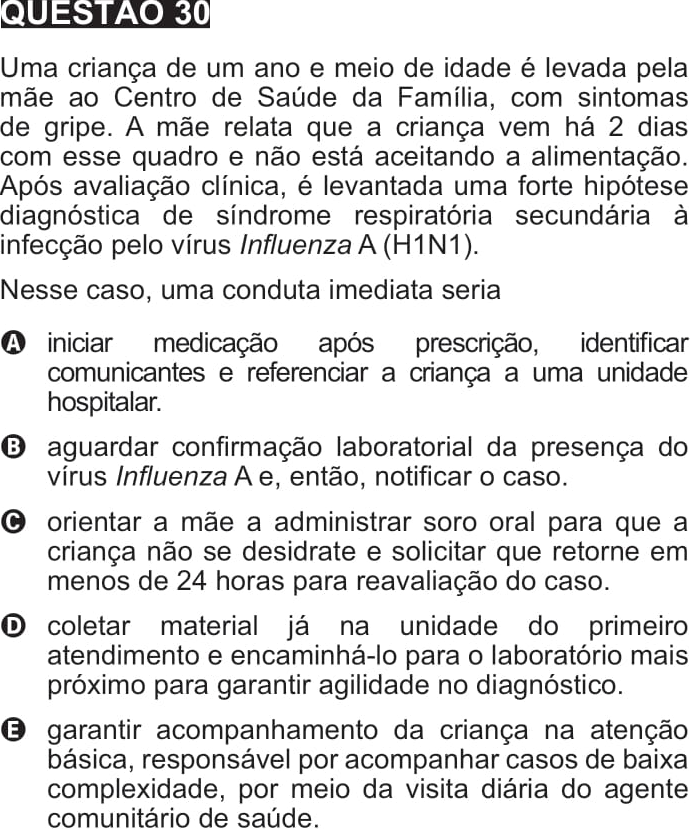 QUESTÃO 30
Uma criança de um ano e meio de idade é levada pela
mãe ao Centro de Saúde da Família, com sintomas
de gripe. A mãe relata que a criança vem há 2 dias
com esse quadro e não está aceitando a alimentação.
Após avaliação clínica, é levantada uma forte hipótese
diagnóstica de síndrome respiratória secundária à
infecção pelo vírus Influenza A (H1N1).
Nesse caso, uma conduta imediata seria
A iniciar medicação após prescrição, identificar
comunicantes e referenciar a criança a uma unidade
hospitalar.
B aguardar confirmação laboratorial da presença do
vírus Influenza A e, então, notificar o caso.
C orientar a mãe a administrar soro oral para que a
criança não se desidrate e solicitar que retorne em
menos de 24 horas para reavaliação do caso.
D coletar material já na unidade do primeiro
atendimento e encaminhá-lo para o laboratório mais
próximo para garantir agilidade no diagnóstico.
E garantir acompanhamento da criança na atenção
básica, responsável por acompanhar casos de baixa
complexidade, por meio da visita diária do agente
comunitário de saúde.